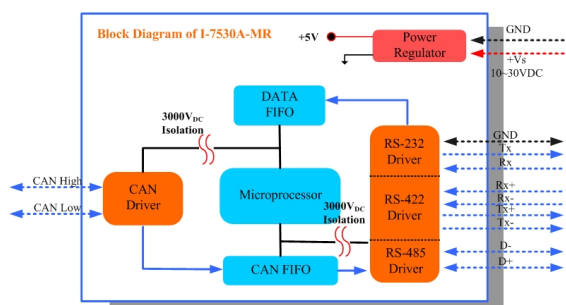 Block Diagram of I-7530A-MR
+5V
Power
Regulator
GND
+Vs
10~30VDC
DATA
FIFO
3000VDC
Isolation
RS-232
Driver
GND
Tx
Rx
CAN High
CAN Low
CAN
Driver
Microprocessor
3000VDC
Isolation
RS-422
Driver
Rx+
Rx-
Tx+
Tx-
CAN FIFO
RS-485
Driver
D-
D+